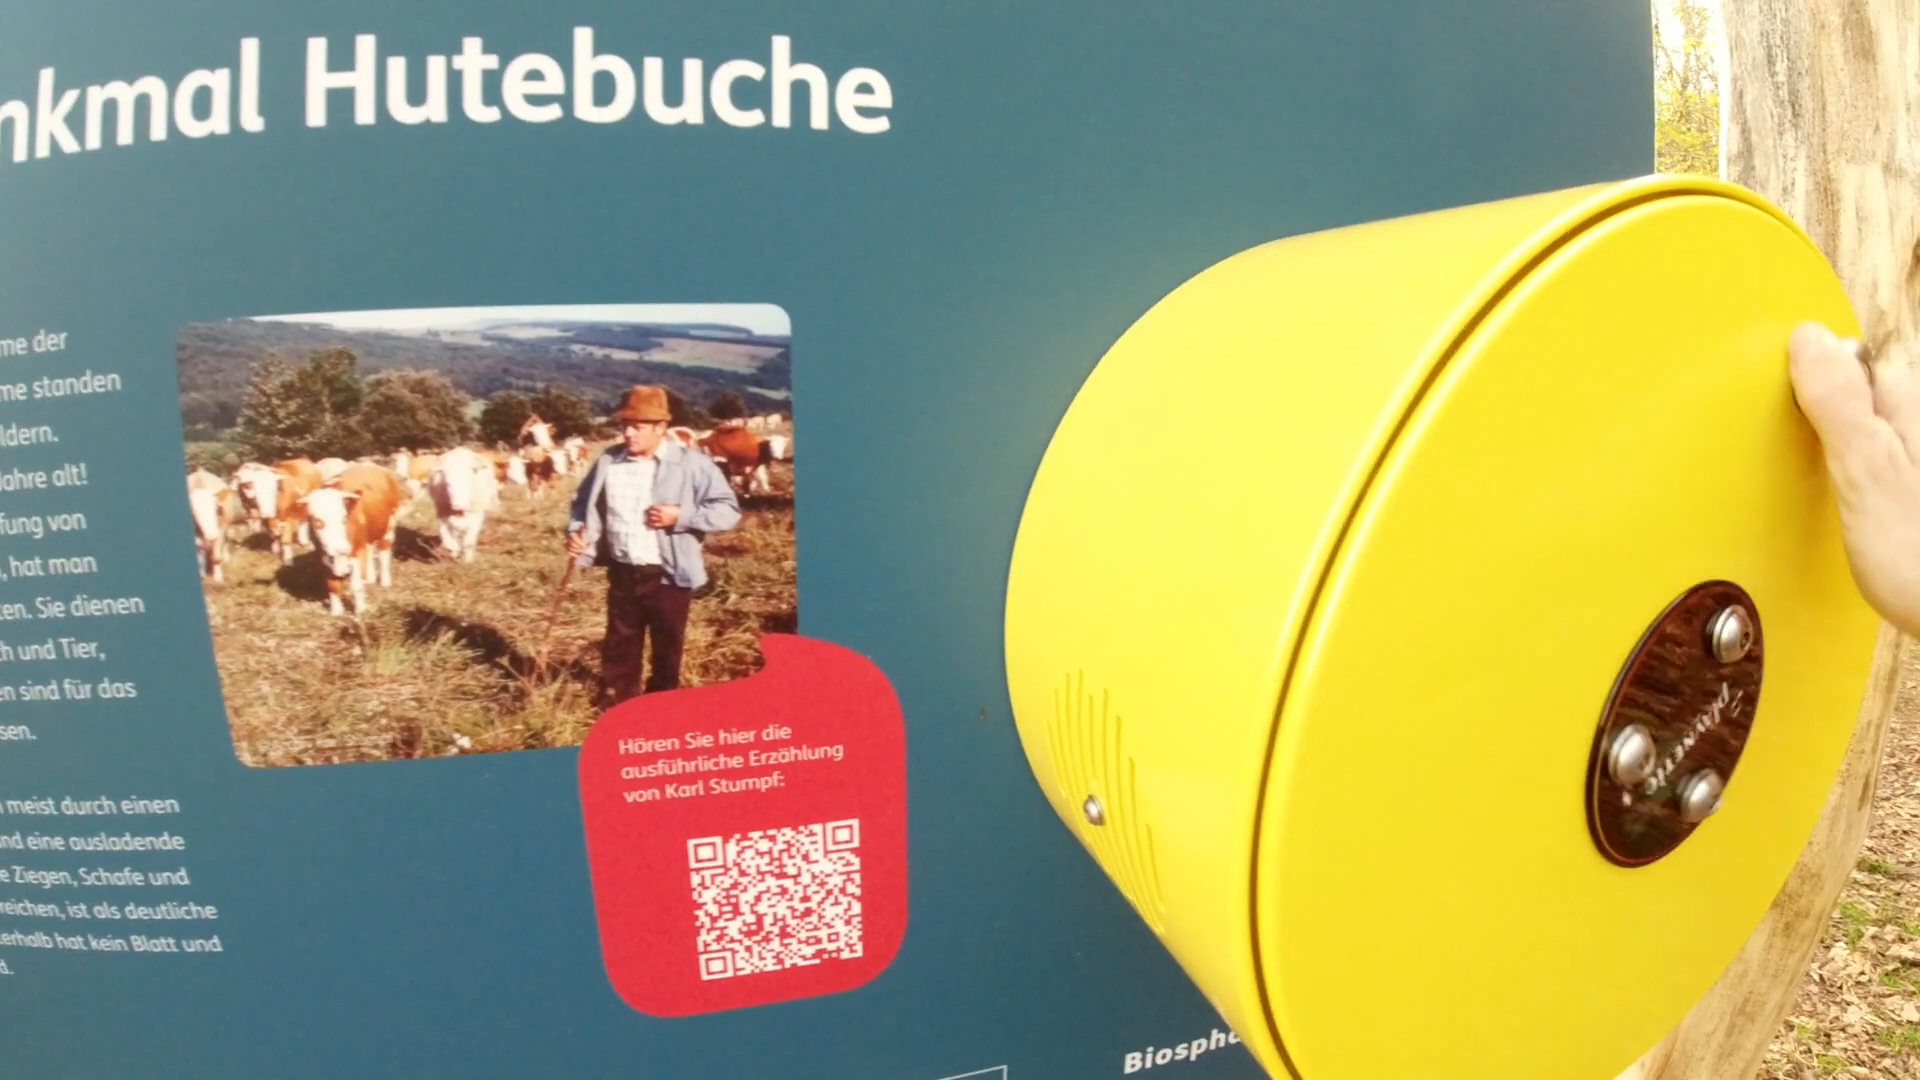 nkmal Hutebuche
me der
me standen
ldern.
Jahre alt!
fung von
, hat man
ten. Sie dienen
h und Tier,
en sind für das
sen.
meist durch einen
nd eine ausladende
e Ziegen, Schafe und
reichen, ist als deutliche
erhalb hat kein Blatt und
d.
Hören Sie hier die
ausführliche Erzählung
von Karl Stumpf:
PLAYNETIC
Biosph